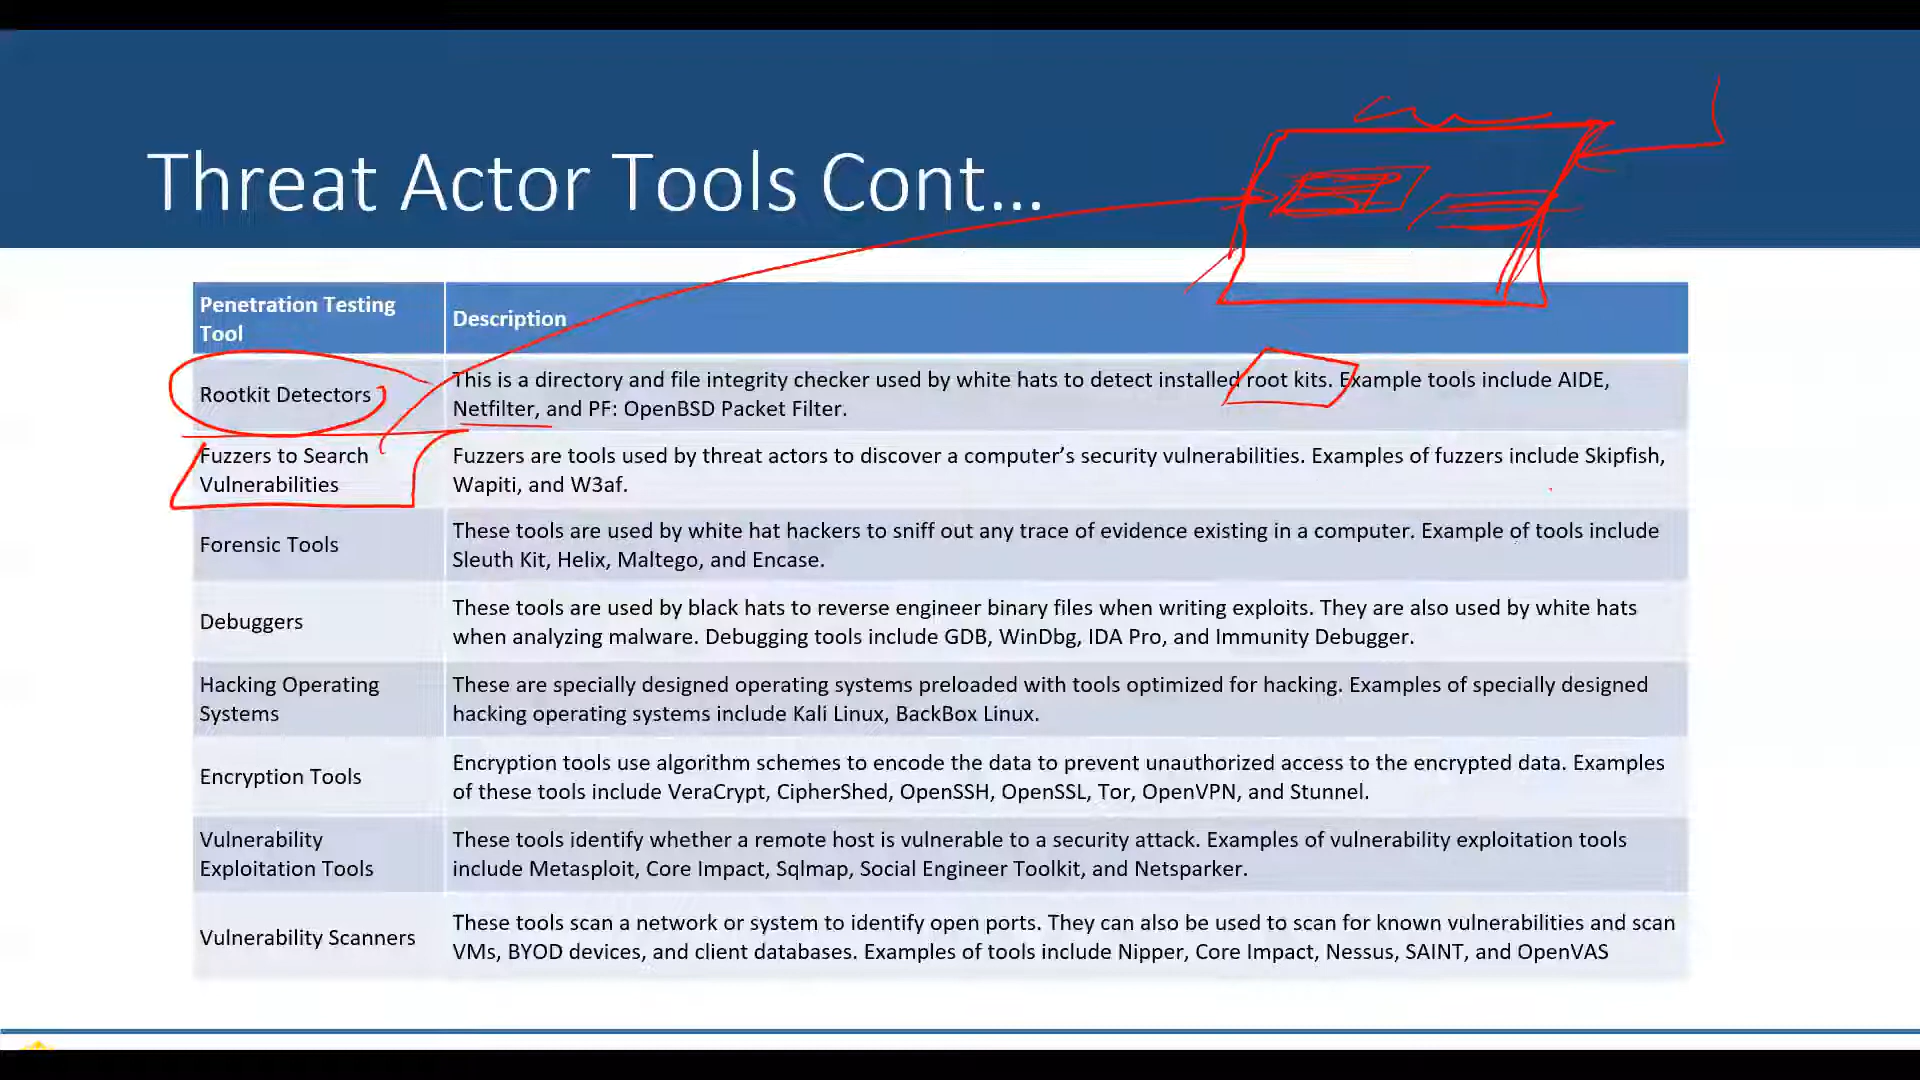 Threat Actor Tools Cont...
Penetration Testing
Tool
Description
Rootkit Detectors
This is a directory and file integrity checker used by white hats to detect installed root kits. Example tools include AIDE,
Netfilter, and PF: OpenBSD Packet Filter.
Fuzzers to Search
Vulnerabilities
Fuzzers are tools used by threat actors to discover a computer's security vulnerabilities. Examples of fuzzers include Skipfish,
Wapiti, and W3af.
Forensic Tools
These tools are used by white hat hackers to sniff out any trace of evidence existing in a computer. Example of tools include
Sleuth Kit, Helix, Maltego, and Encase.
Debuggers
These tools are used by black hats to reverse engineer binary files when writing exploits. They are also used by white hats
when analyzing malware. Debugging tools include GDB, WinDbg, IDA Pro, and Immunity Debugger.
Hacking Operating
Systems
These are specially designed operating systems preloaded with tools optimized for hacking. Examples of specially designed
hacking operating systems include Kali Linux, BackBox Linux.
Encryption Tools
Encryption tools use algorithm schemes to encode the data to prevent unauthorized access to the encrypted data. Examples
of these tools include VeraCrypt, CipherShed, OpenSSH, OpenSSL, Tor, OpenVPN, and Stunnel.
Vulnerability
Exploitation Tools
These tools identify whether a remote host is vulnerable to a security attack. Examples of vulnerability exploitation tools
include Metasploit, Core Impact, Sqlmap, Social Engineer Toolkit, and Netsparker.
Vulnerability Scanners
These tools scan a network or system to identify open ports. They can also be used to scan for known vulnerabilities and scan
VMs, BYOD devices, and client databases. Examples of tools include Nipper, Core Impact, Nessus, SAINT, and OpenVAS